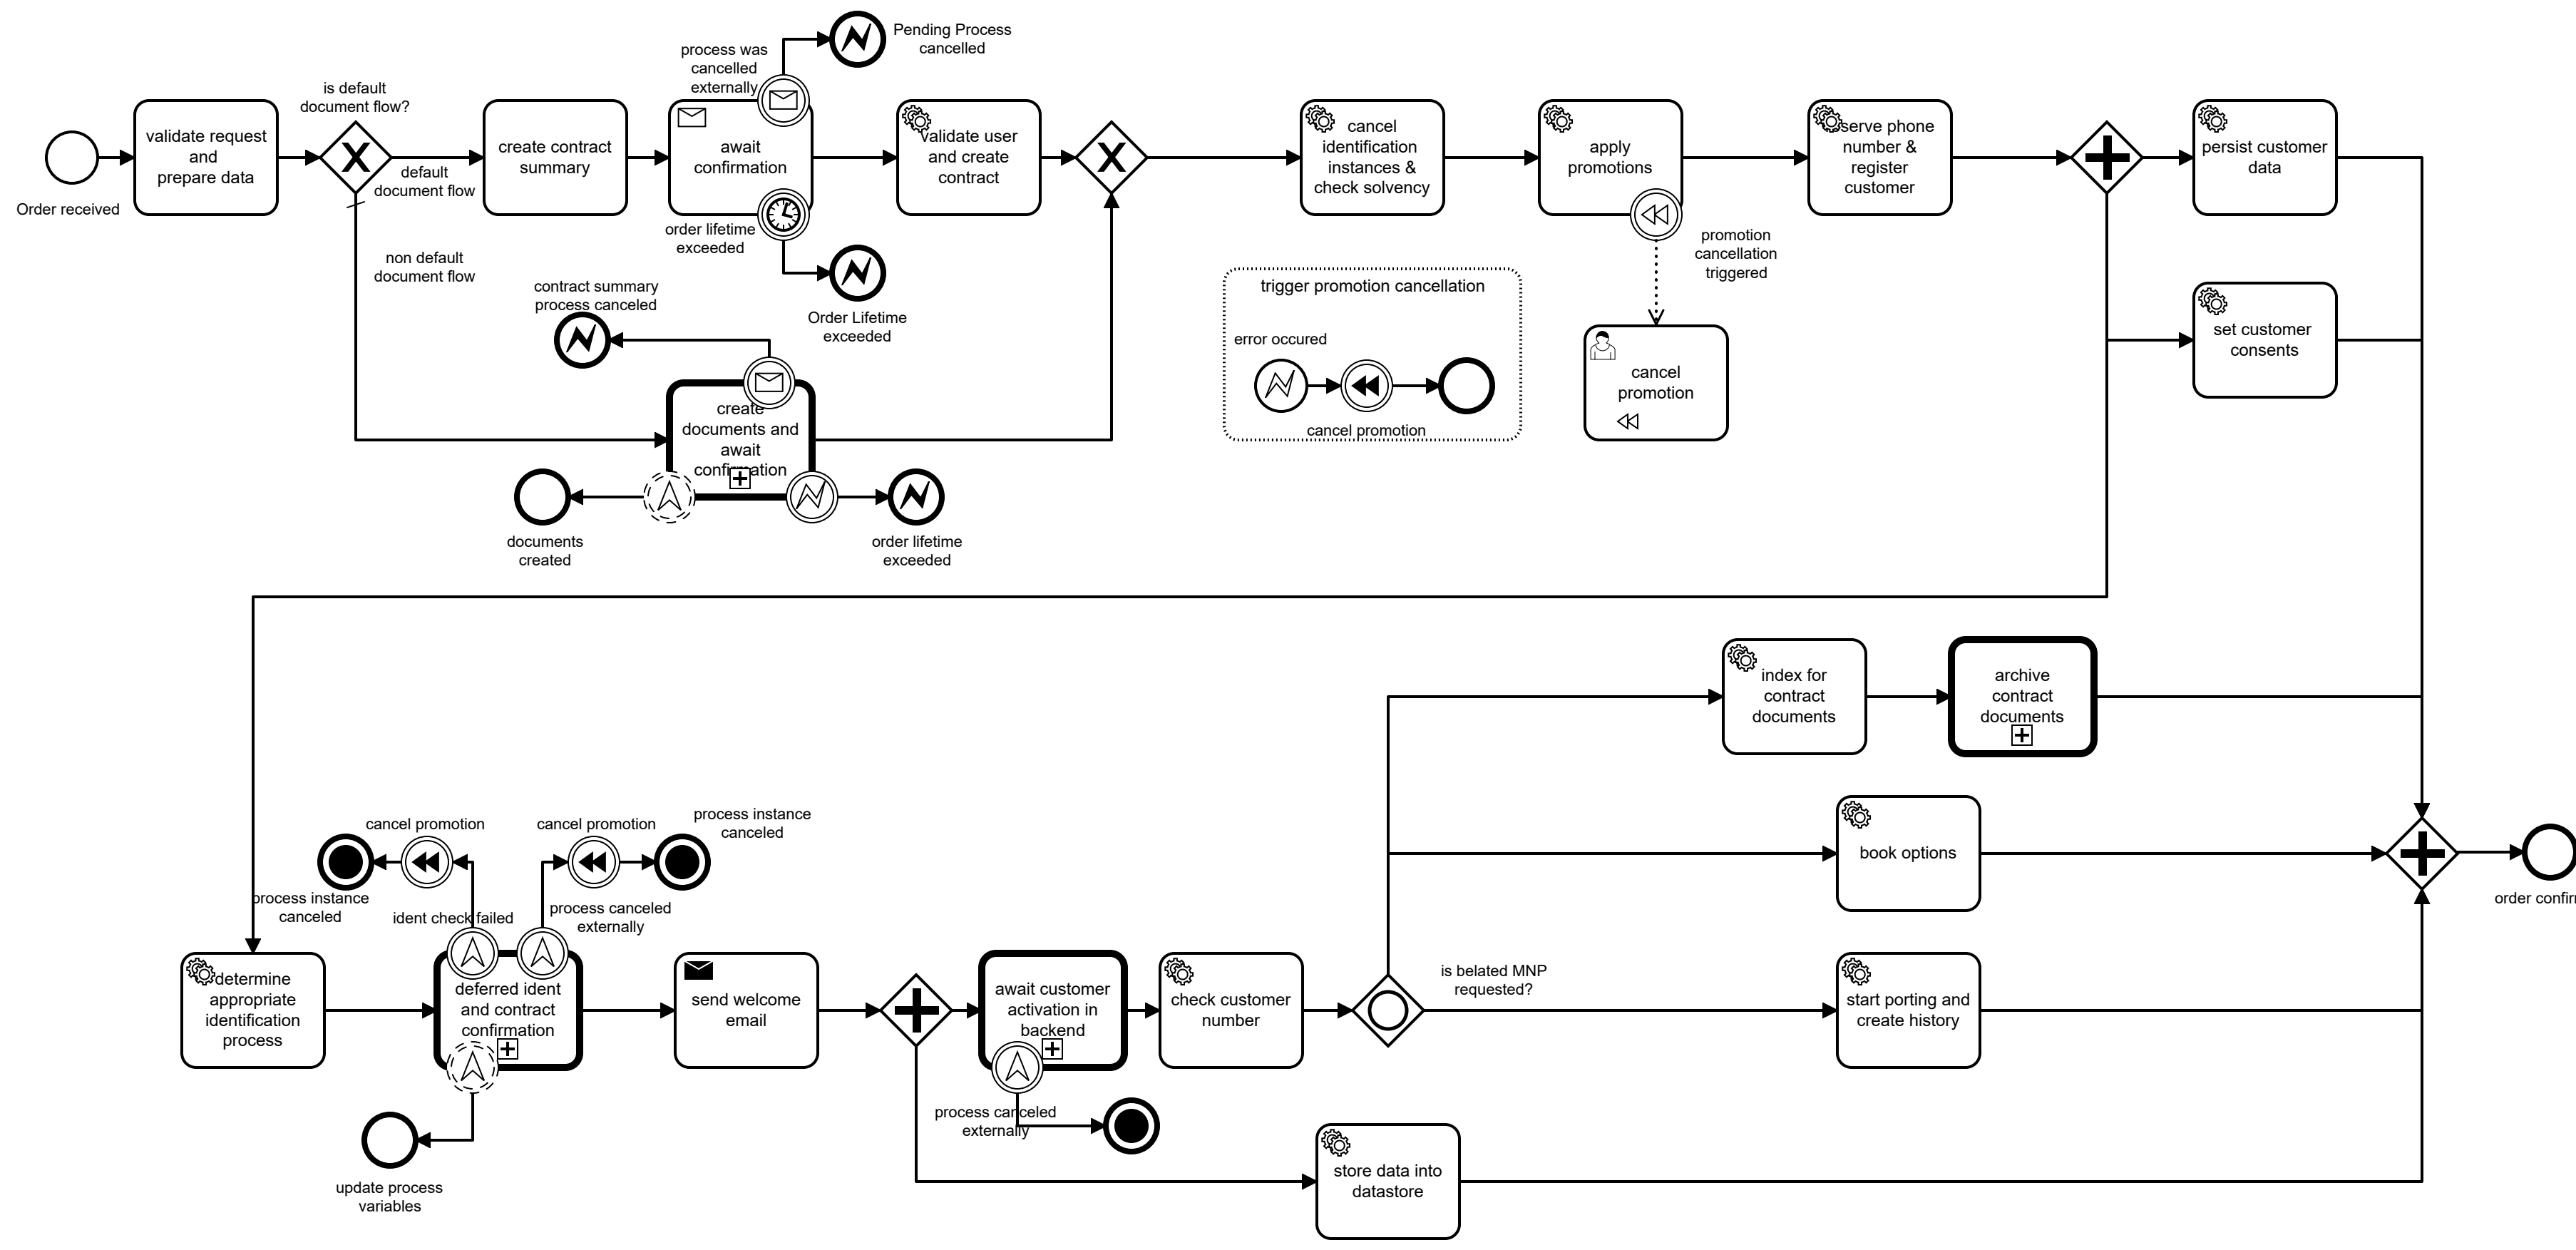 Pending Process
cancelled
process was
cancelled
externally
is default
document flow?
Order received
validate request
and
prepare data
default
document flow
non default
document flow
create contract
summary
await
confirmation
order lifetime
exceeded
Order Lifetime
exceeded
validate user
and create
contract
cancel
identification
instances &
check solvency
apply
promotions
promotion
cancellation
triggered
cancel
promotion
serve phone
number &
register
customer
persist customer
data
set customer
consents
trigger promotion cancellation
error occured
cancel promotion
contract summary
process canceled
create
documents and
await
confirmation
documents
created
order lifetime
exceeded
index for
contract
documents
archive
contract
documents
book options
order confir
cancel promotion
process instance
canceled
ident check failed
cancel promotion
process instance
canceled
process canceled
externally
determine
appropriate
identification
process
deferred ident
and contract
confirmation
update process
variables
send welcome
email
await customer
activation in
backend
process canceled
externally
check customer
number
is belated MNP
requested?
start porting and
create history
store data into
datastore